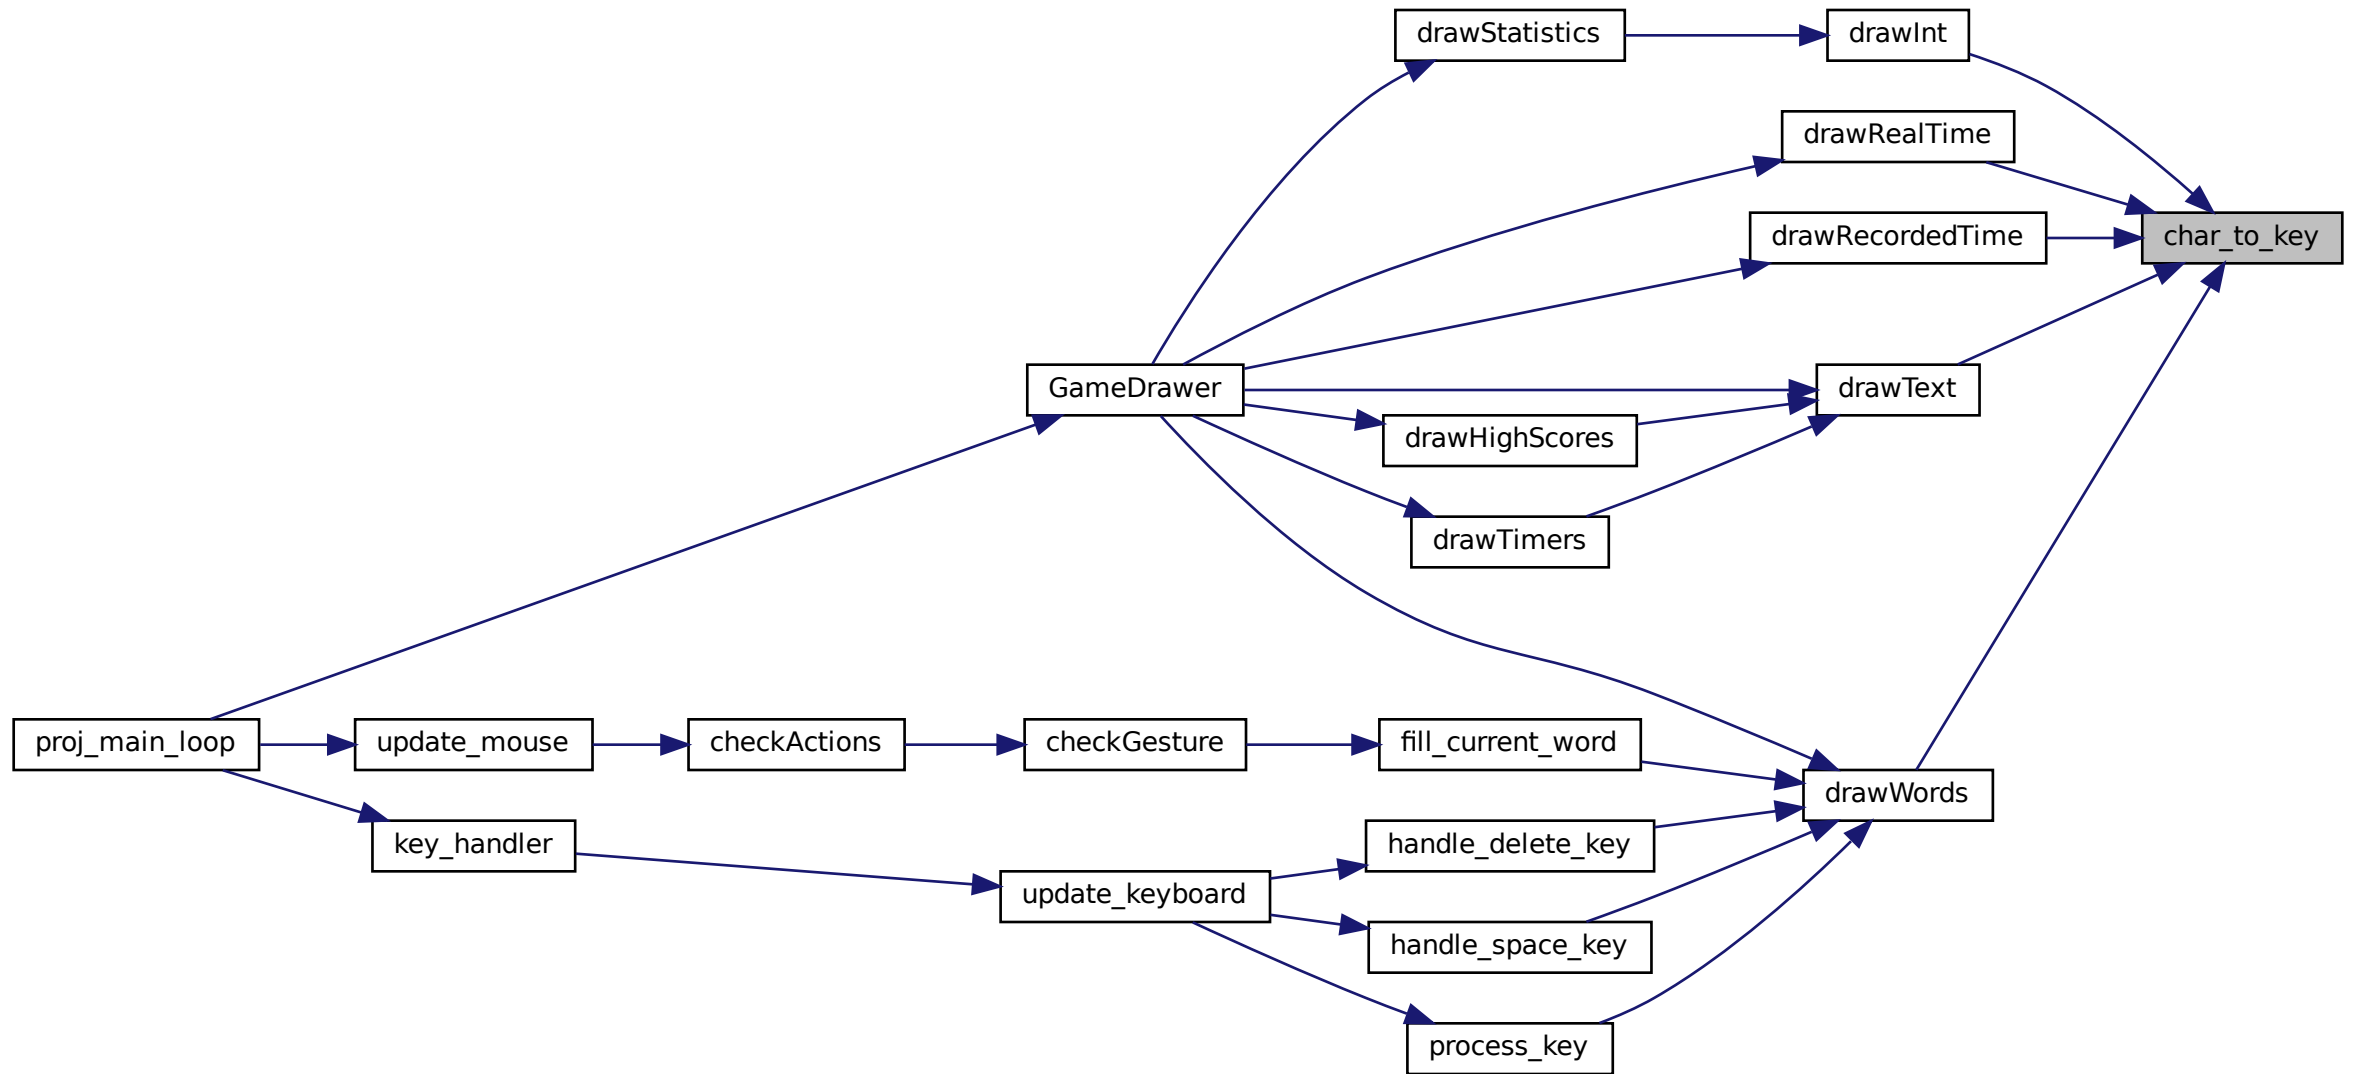 drawStatistics
drawInt
drawRealTime
drawRecordedTime
char_to_key
GameDrawer
drawText
drawHighScores
drawTimers
proj_main_loop
update_mouse
checkActions
checkGesture
fill_current_word
drawWords
key_handler
handle_delete_key
update_keyboard
handle_space_key
process_key